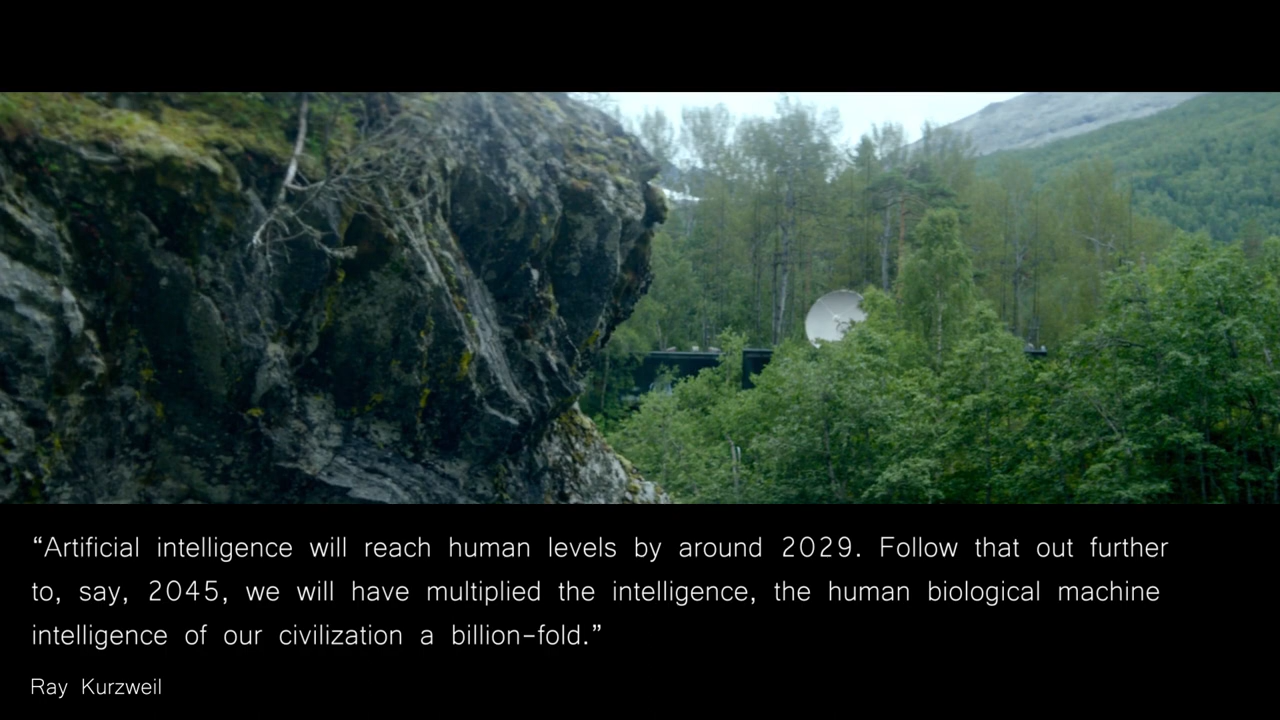 “Artificial intelligence will reach human levels by around 2029. Follow that out further
to, say, 2045, we will have multiplied the intelligence, the human biological machine
intelligence of our civilization a billion–fold.”
Ray Kurzweil